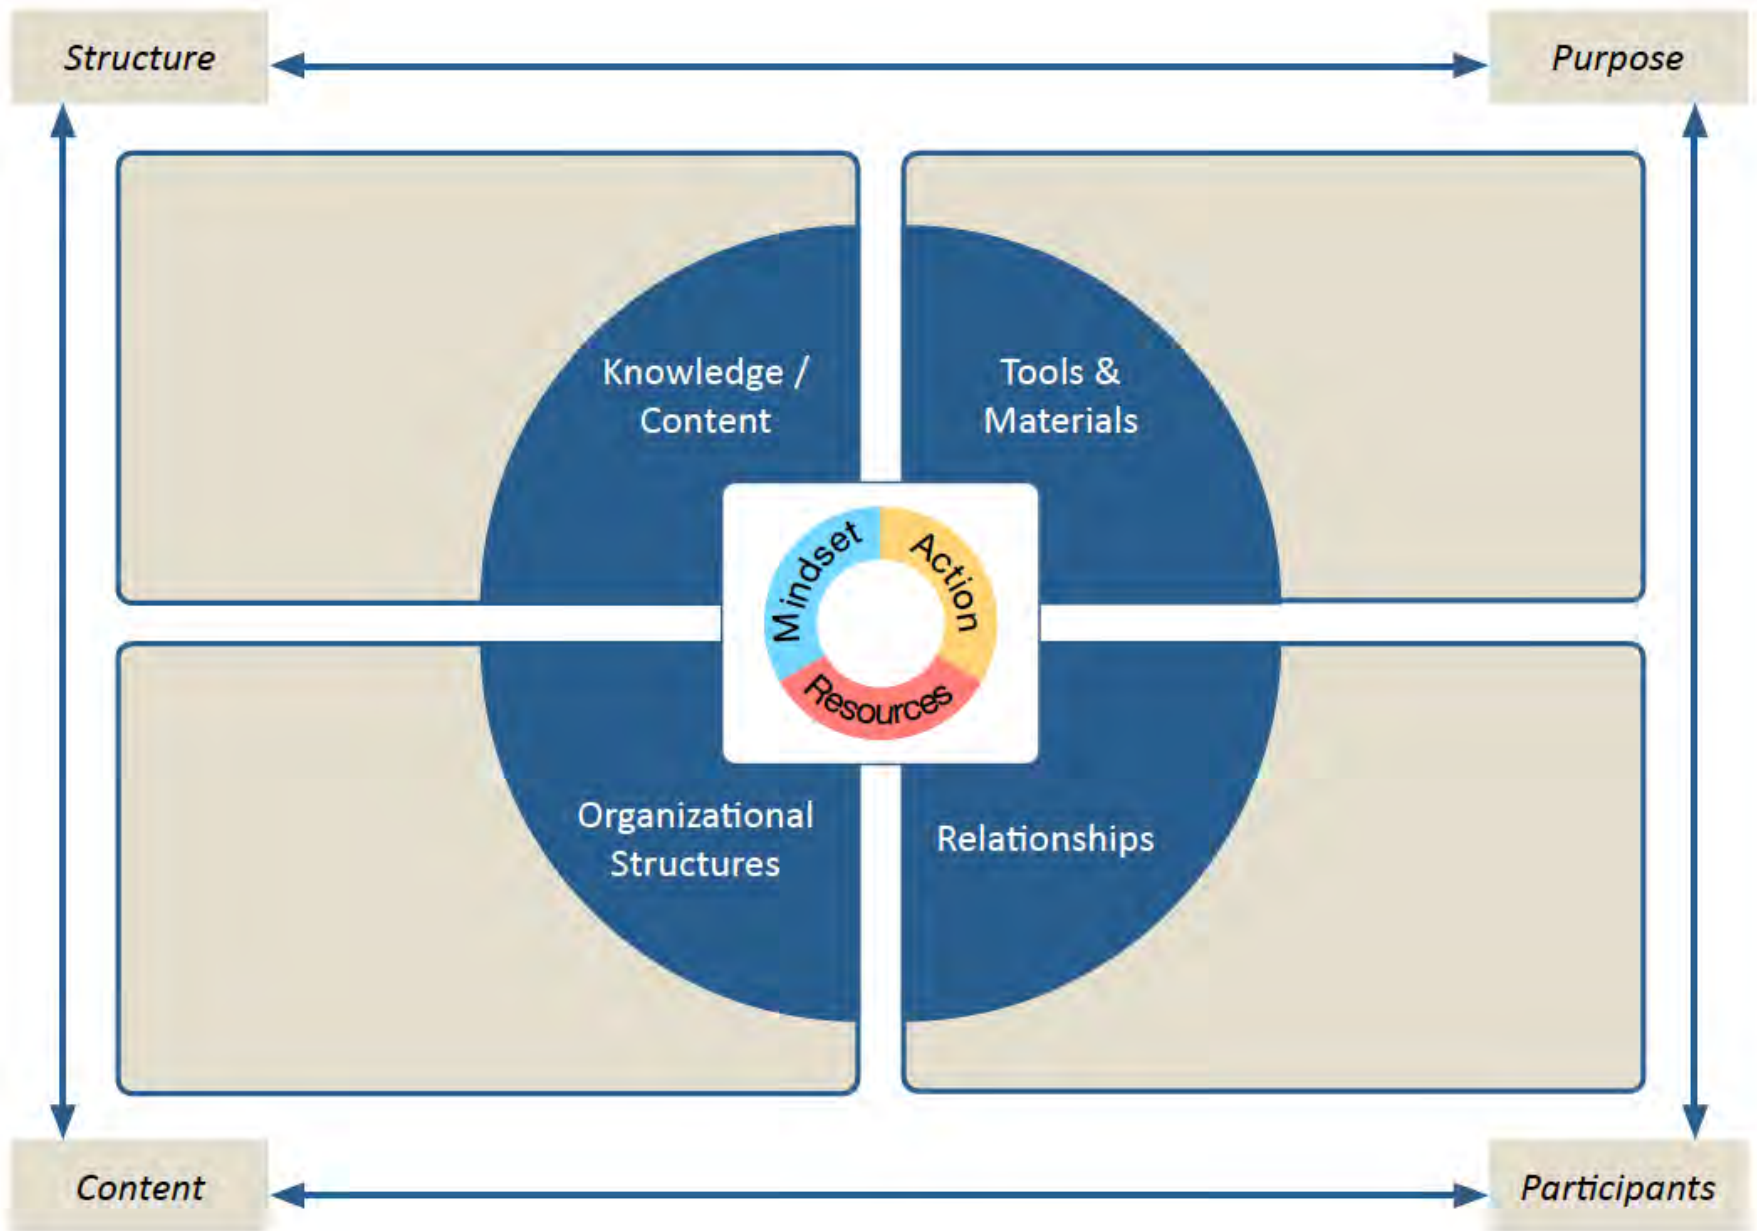 Structure
Purpose
Knowledge /
Content
Tools &
Materials
Mindset
Action
Resources
Organizational
Structures
Relationships
Content
Participants